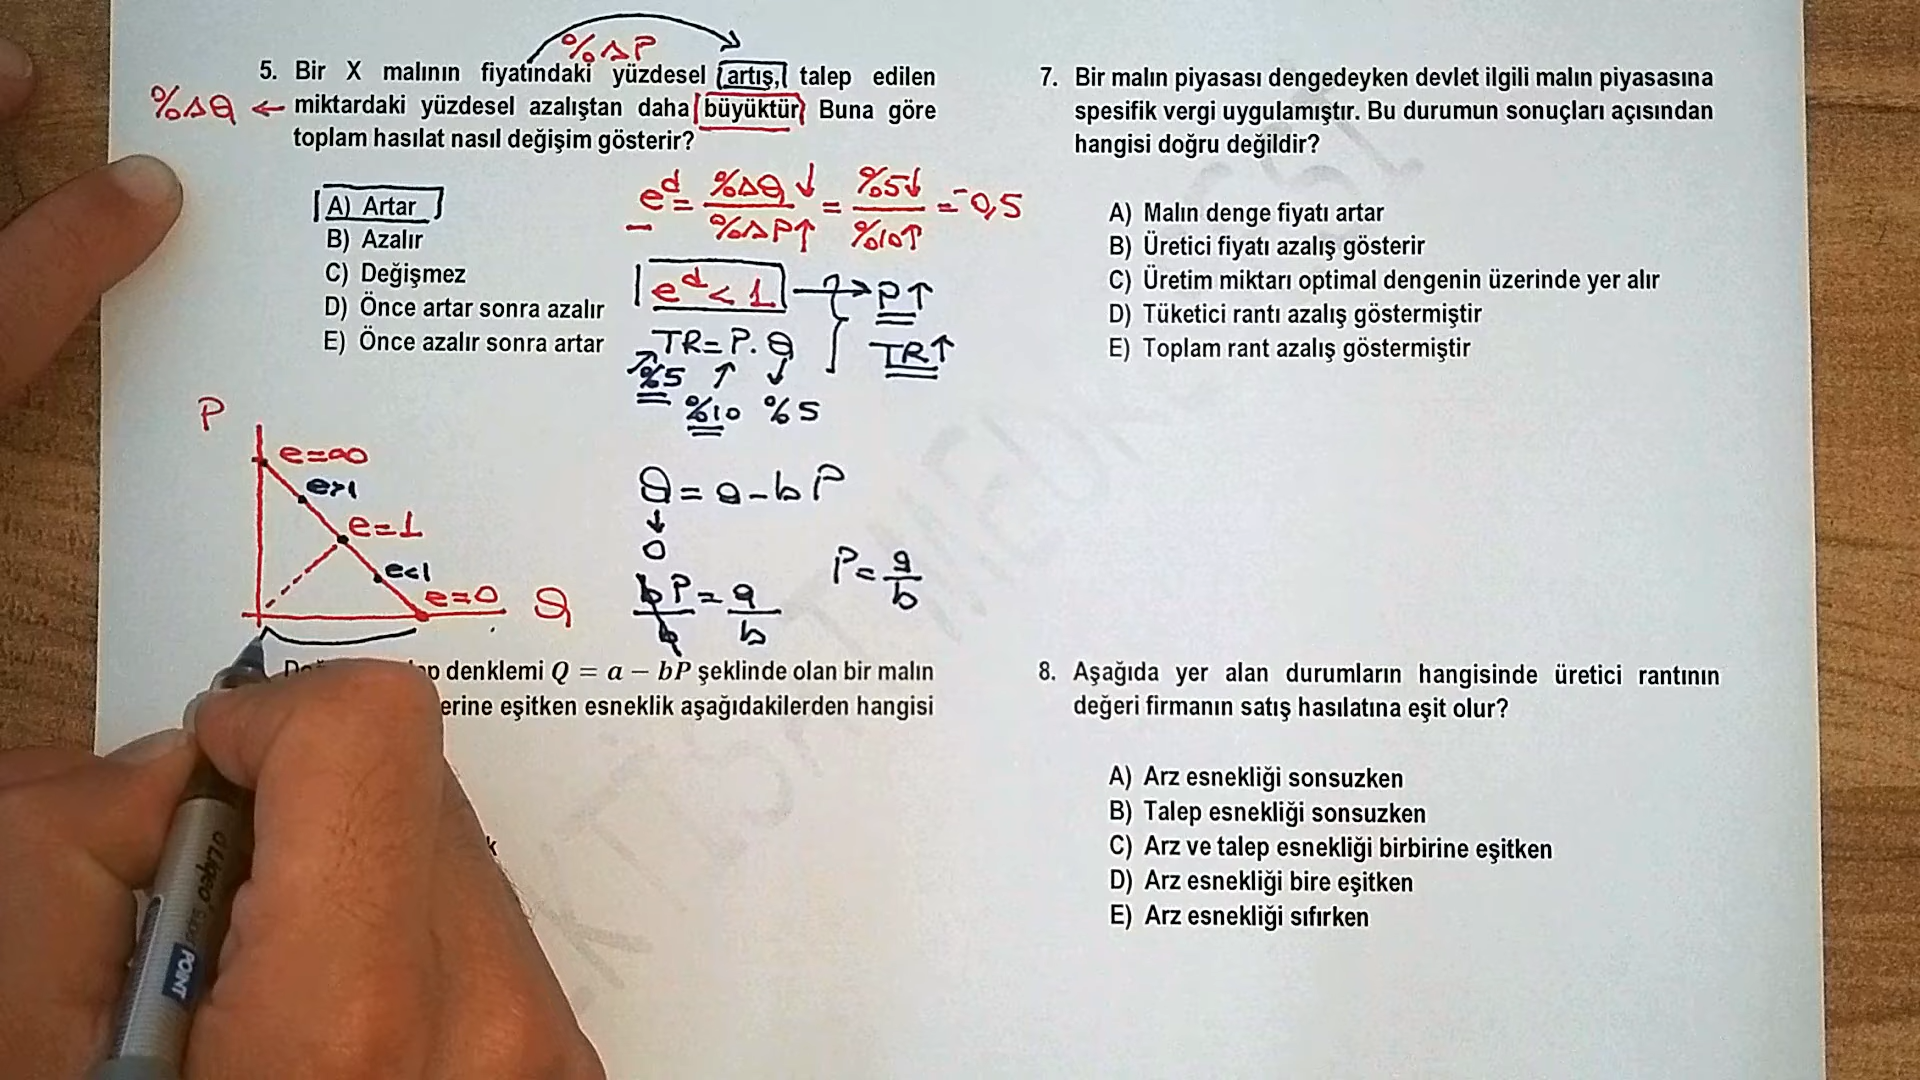 %ΔP
5. Bir X malının fiyatındaki yüzdesel artış, talep edilen
%ΔQ ← miktardaki yüzdesel azalıştan daha büyüktür. Buna göre
toplam hasılat nasıl değişim gösterir?
A) Artar
B) Azalır
C) Değişmez
D) Önce artar sonra azalır
E) Önce azalır sonra artar
e^d = %ΔQ↓ / %ΔP↑ = %5↓ / %10↑ = -0,5
e^d < 1 → P↑
TR = P.Q TR↑
%5 ↑ ↓
%10 %5
P
e=∞
e>1
e=1
e<1
e=0 Q
Q = a - bP
↓
0
bP / b = a / b
P = a / b
denklemi Q = a − bP şeklinde olan bir malın
erine eşitken esneklik aşağıdakilerden hangisi
k
7. Bir malın piyasası dengedeyken devlet ilgili malın piyasasına
spesifik vergi uygulamıştır. Bu durumun sonuçları açısından
hangisi doğru değildir?
A) Malın denge fiyatı artar
B) Üretici fiyatı azalış gösterir
C) Üretim miktarı optimal dengenin üzerinde yer alır
D) Tüketici rantı azalış göstermiştir
E) Toplam rant azalış göstermiştir
8. Aşağıda yer alan durumların hangisinde üretici rantının
değeri firmanın satış hasılatına eşit olur?
A) Arz esnekliği sonsuzken
B) Talep esnekliği sonsuzken
C) Arz ve talep esnekliği birbirine eşitken
D) Arz esnekliği bire eşitken
E) Arz esnekliği sıfırken
POINT